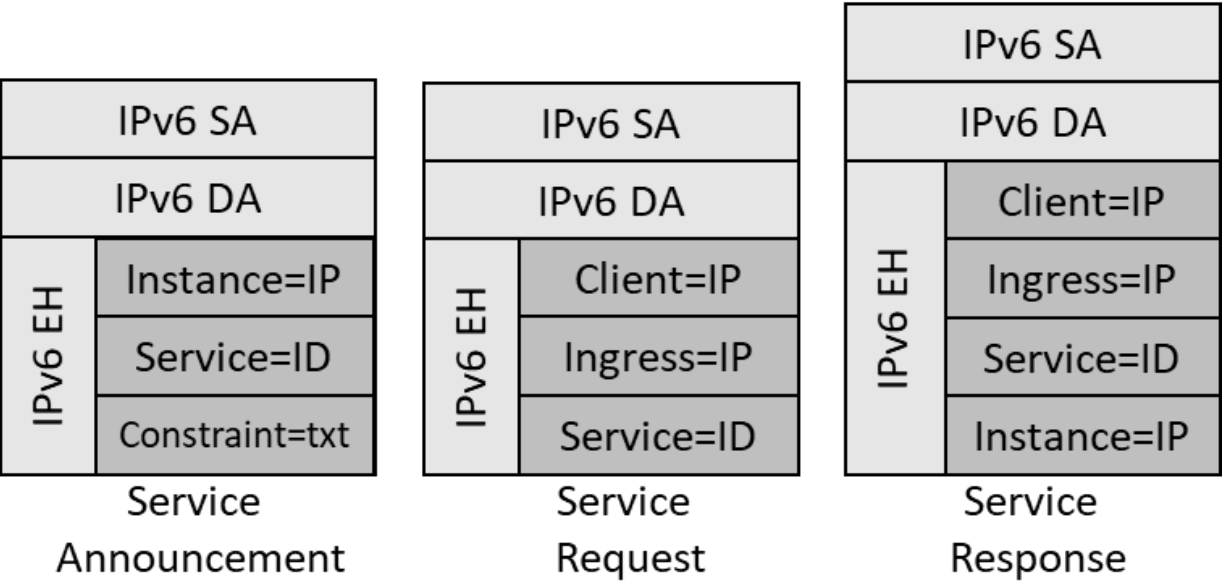 IPv6 SA
IPv6 DA
IPv6 EH
Instance=IP
Service=ID
Constraint=txt
Service
Announcement
IPv6 SA
IPv6 DA
IPv6 EH
Client=IP
Ingress=IP
Service=ID
Service
Request
IPv6 SA
IPv6 DA
IPv6 EH
Client=IP
Ingress=IP
Service=ID
Instance=IP
Service
Response